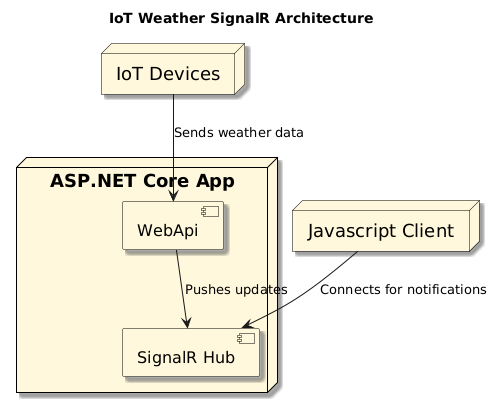 IoT Weather SignalR Architecture
IoT Devices
Sends weather data
ASP.NET Core App
WebApi
Javascript Client
Pushes updates
Connects for notifications
SignalR Hub